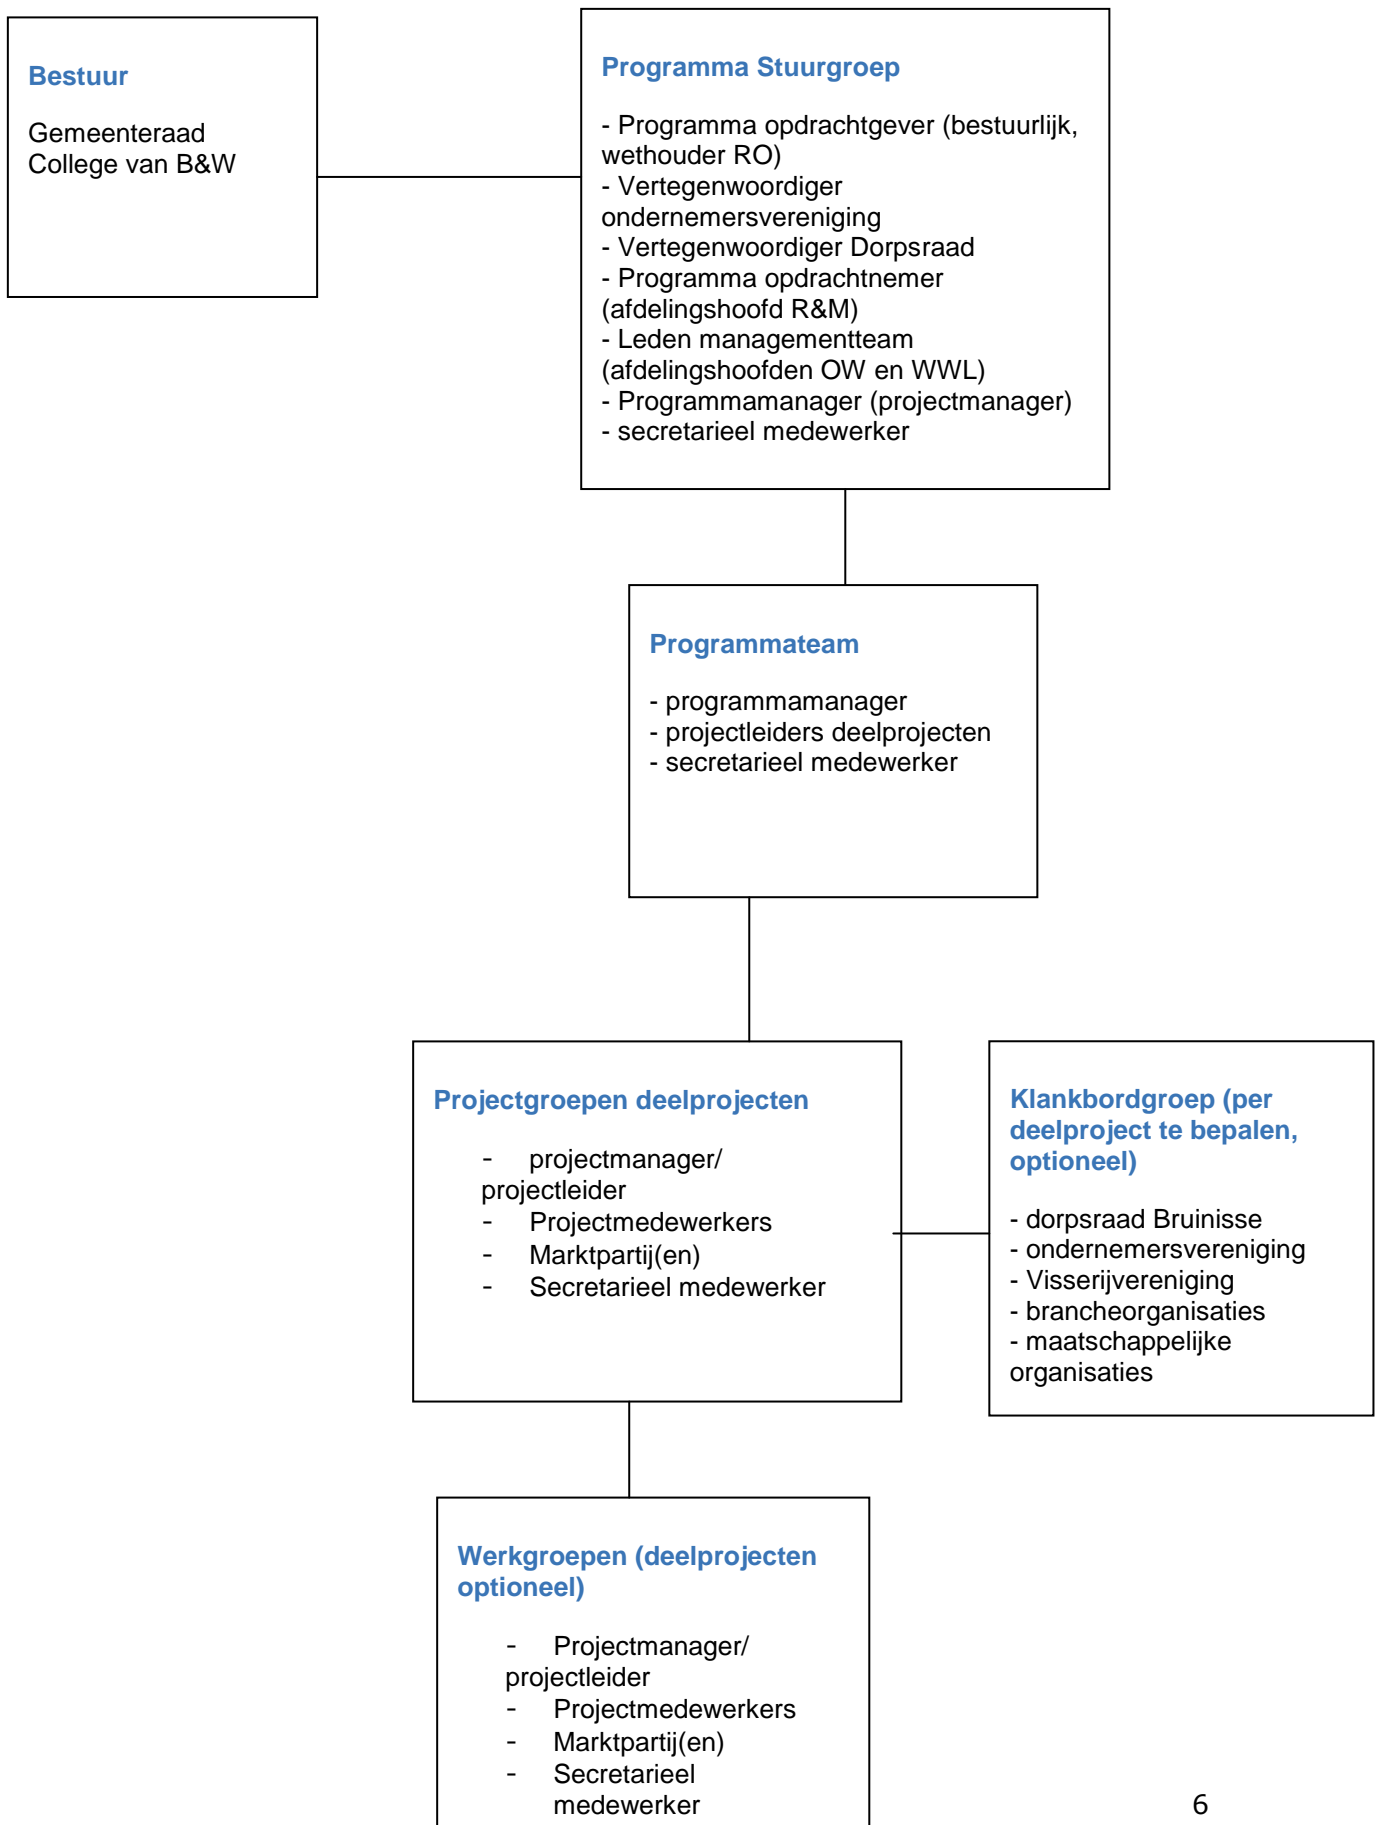 Bestuur
Gemeenteraad
College van B&W
Programma Stuurgroep
- Programma opdrachtgever (bestuurlijk,
wethouder RO)
- Vertegenwoordiger
ondernemersvereniging
- Vertegenwoordiger Dorpsraad
- Programma opdrachtnemer
(afdelingshoofd R&M)
- Leden managementteam
(afdelingshoofden OW en WWL)
- Programmamanager (projectmanager)
- secretarieel medewerker
Programmateam
- programmamanager
- projectleiders deelprojecten
- secretarieel medewerker
Projectgroepen deelprojecten
- projectmanager/
projectleider
- Projectmedewerkers
- Marktpartij(en)
- Secretarieel medewerker
Klankbordgroep (per
deelproject te bepalen,
optioneel)
- dorpsraad Bruinisse
- ondernemersvereniging
- Visserijvereniging
- brancheorganisaties
- maatschappelijke
organisaties
Werkgroepen (deelprojecten
optioneel)
- Projectmanager/
projectleider
- Projectmedewerkers
- Marktpartij(en)
- Secretarieel
medewerker
6